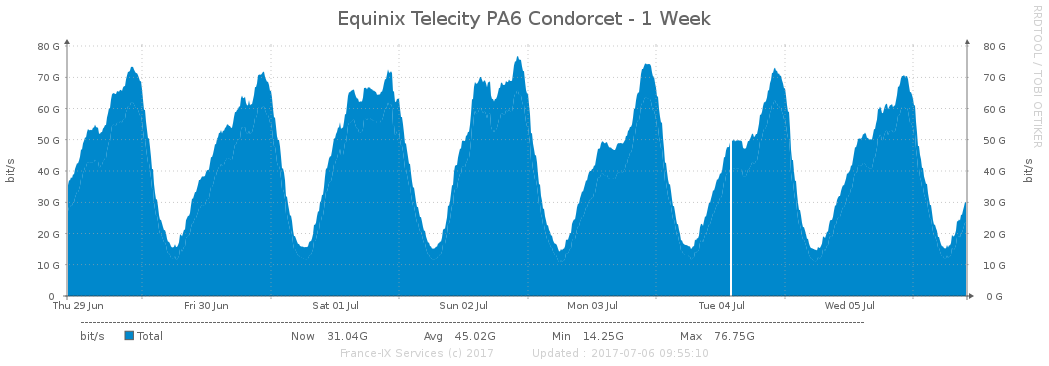 Equinix Telecity PA6 Condorcet - 1 Week
RRDTOOL / TOBI OETIKER
bit/s
bit/s
80 G 80 G
70 G 70 G
60 G 60 G
50 G 50 G
40 G 40 G
30 G 30 G
20 G 20 G
10 G 10 G
0 0 G
Thu 29 Jun Fri 30 Jun Sat 01 Jul Sun 02 Jul Mon 03 Jul Tue 04 Jul Wed 05 Jul
bit/s Total Now 31.04G Avg 45.02G Min 14.25G Max 76.75G
France-IX Services (c) 2017 Updated : 2017-07-06 09:55:10